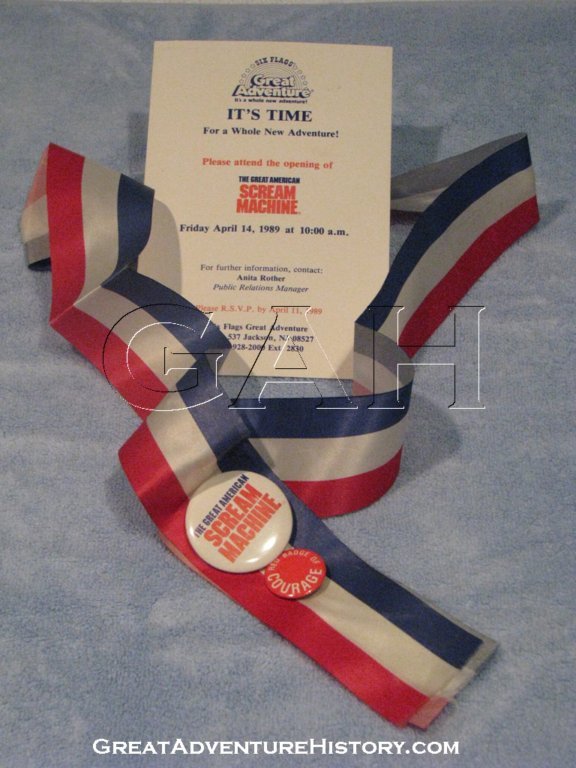 SIX FLAGS
Great
Adventure
It's a whole new adventure!
IT'S TIME
For a Whole New Adventure!
Please attend the opening of
THE GREAT AMERICAN
SCREAM
MACHINE
Friday April 14, 1989 at 10:00 a.m.
For further information, contact:
Anita Rother
Public Relations Manager
Please R.S.V.P. by April 11, 1989
Flags Great Adventure
537 Jackson, NJ 08527
928-2000 Ext. 2830
GAH
THE GREAT AMERICAN
SCREAM
MACHINE
RED BADGE OF
COURAGE
GREATADVENTUREHISTORY.COM